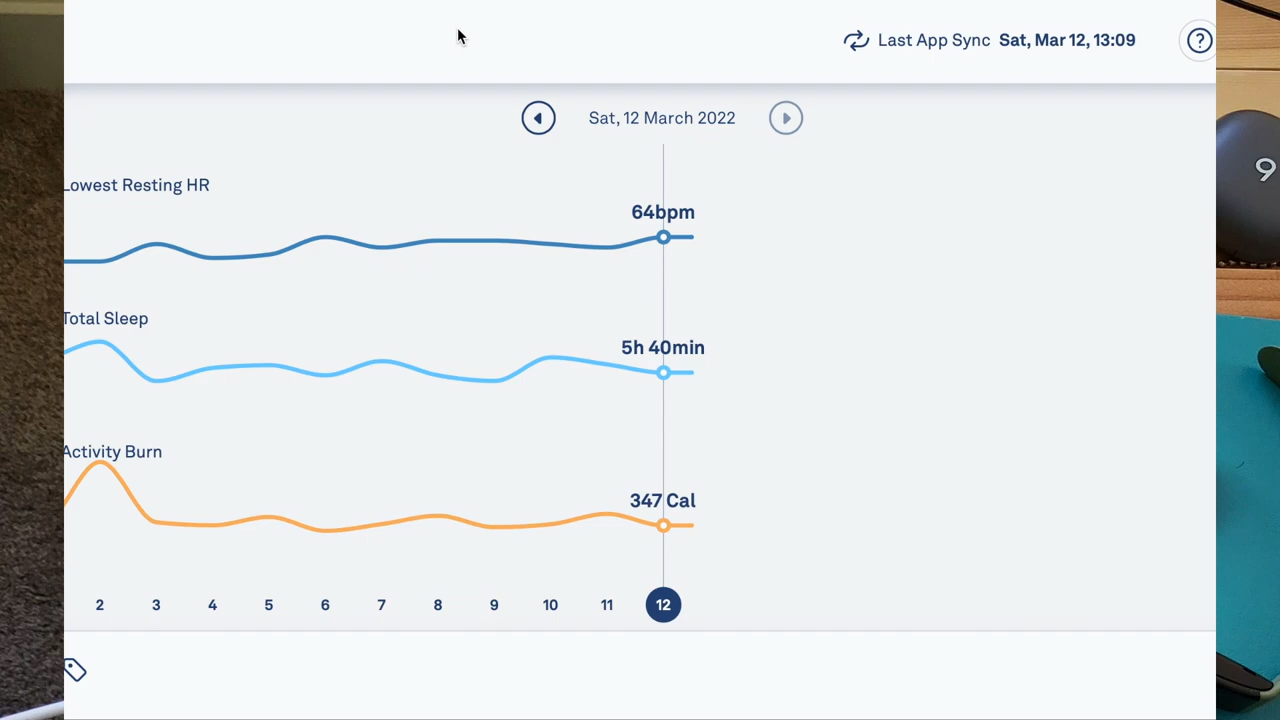 Last App Sync Sat, Mar 12, 13:09
?
Sat, 12 March 2022
Lowest Resting HR
64bpm
Total Sleep
5h 40min
Activity Burn
347 Cal
2 3 4 5 6 7 8 9 10 11 12
9